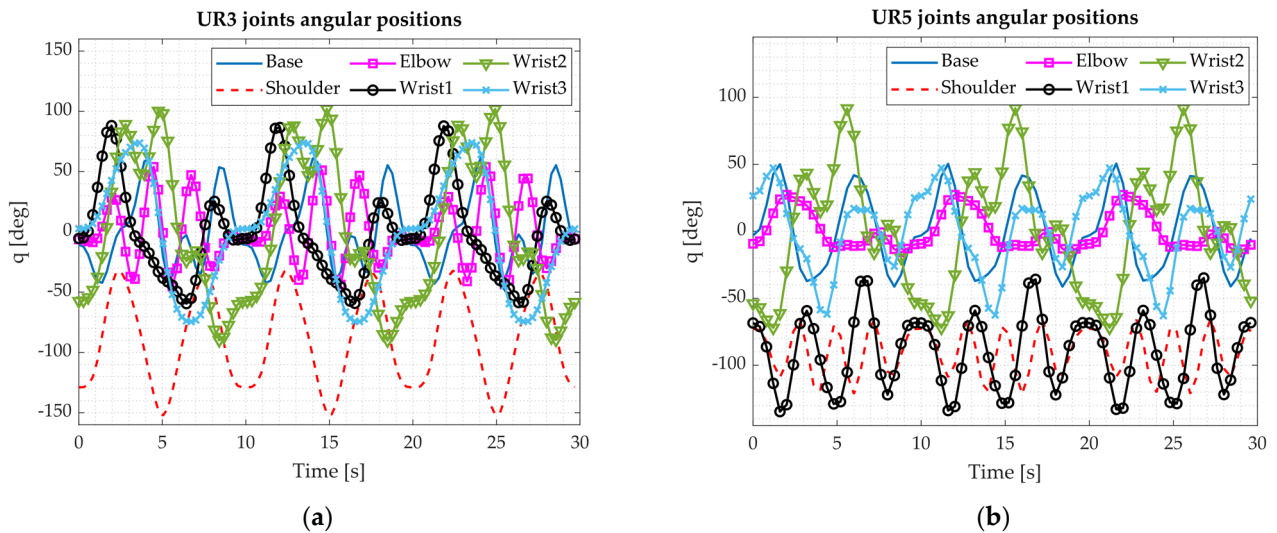 UR3 joints angular positions
150
100
50
0
-50
-100
-150
q [deg]
Base
Elbow
Wrist2
Shoulder
Wrist1
Wrist3
0
5
10
15
20
25
30
Time [s]
(a)
UR5 joints angular positions
100
50
0
-50
-100
q [deg]
Base
Elbow
Wrist2
Shoulder
Wrist1
Wrist3
0
5
10
15
20
25
30
Time [s]
(b)